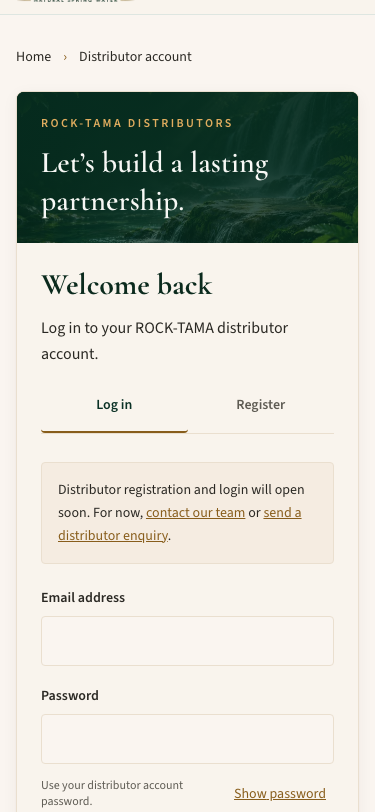 Home › Distributor account
ROCK-TAMA DISTRIBUTORS
Let’s build a lasting
partnership.
Welcome back
Log in to your ROCK-TAMA distributor
account.
Log in Register
Distributor registration and login will open
soon. For now, contact our team or send a
distributor enquiry.
Email address
Password
Use your distributor account
password.
Show password